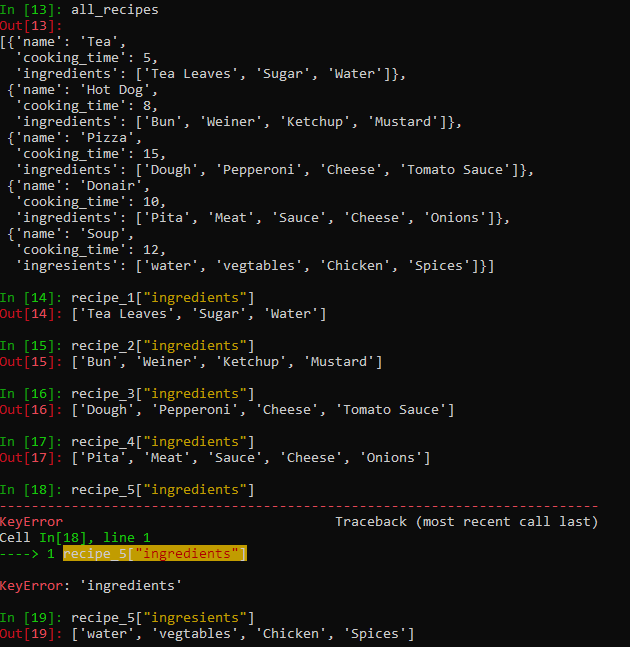 In [13]: all_recipes
Out[13]:
[{'name': 'Tea',
  'cooking_time': 5,
  'ingredients': ['Tea Leaves', 'Sugar', 'Water']},
 {'name': 'Hot Dog',
  'cooking_time': 8,
  'ingredients': ['Bun', 'Weiner', 'Ketchup', 'Mustard']},
 {'name': 'Pizza',
  'cooking_time': 15,
  'ingredients': ['Dough', 'Pepperoni', 'Cheese', 'Tomato Sauce']},
 {'name': 'Donair',
  'cooking_time': 10,
  'ingredients': ['Pita', 'Meat', 'Sauce', 'Cheese', 'Onions']},
 {'name': 'Soup',
  'cooking_time': 12,
  'ingresients': ['water', 'vegtables', 'Chicken', 'Spices']}]
In [14]: recipe_1["ingredients"]
Out[14]: ['Tea Leaves', 'Sugar', 'Water']
In [15]: recipe_2["ingredients"]
Out[15]: ['Bun', 'Weiner', 'Ketchup', 'Mustard']
In [16]: recipe_3["ingredients"]
Out[16]: ['Dough', 'Pepperoni', 'Cheese', 'Tomato Sauce']
In [17]: recipe_4["ingredients"]
Out[17]: ['Pita', 'Meat', 'Sauce', 'Cheese', 'Onions']
In [18]: recipe_5["ingredients"]
---------------------------------------------------------------------------
KeyError                                  Traceback (most recent call last)
Cell In[18], line 1
----> 1 recipe_5["ingredients"]
KeyError: 'ingredients'
In [19]: recipe_5["ingresients"]
Out[19]: ['water', 'vegtables', 'Chicken', 'Spices']